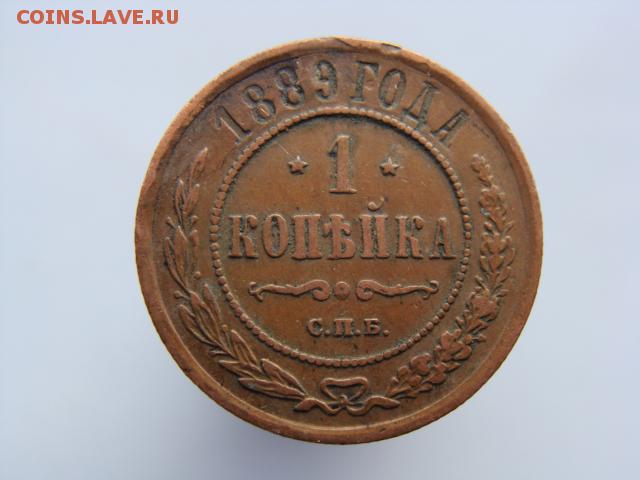 COINS.LAVE.RU
1889 ГОДА
1
КОПѢЙКА
С.П.Б.